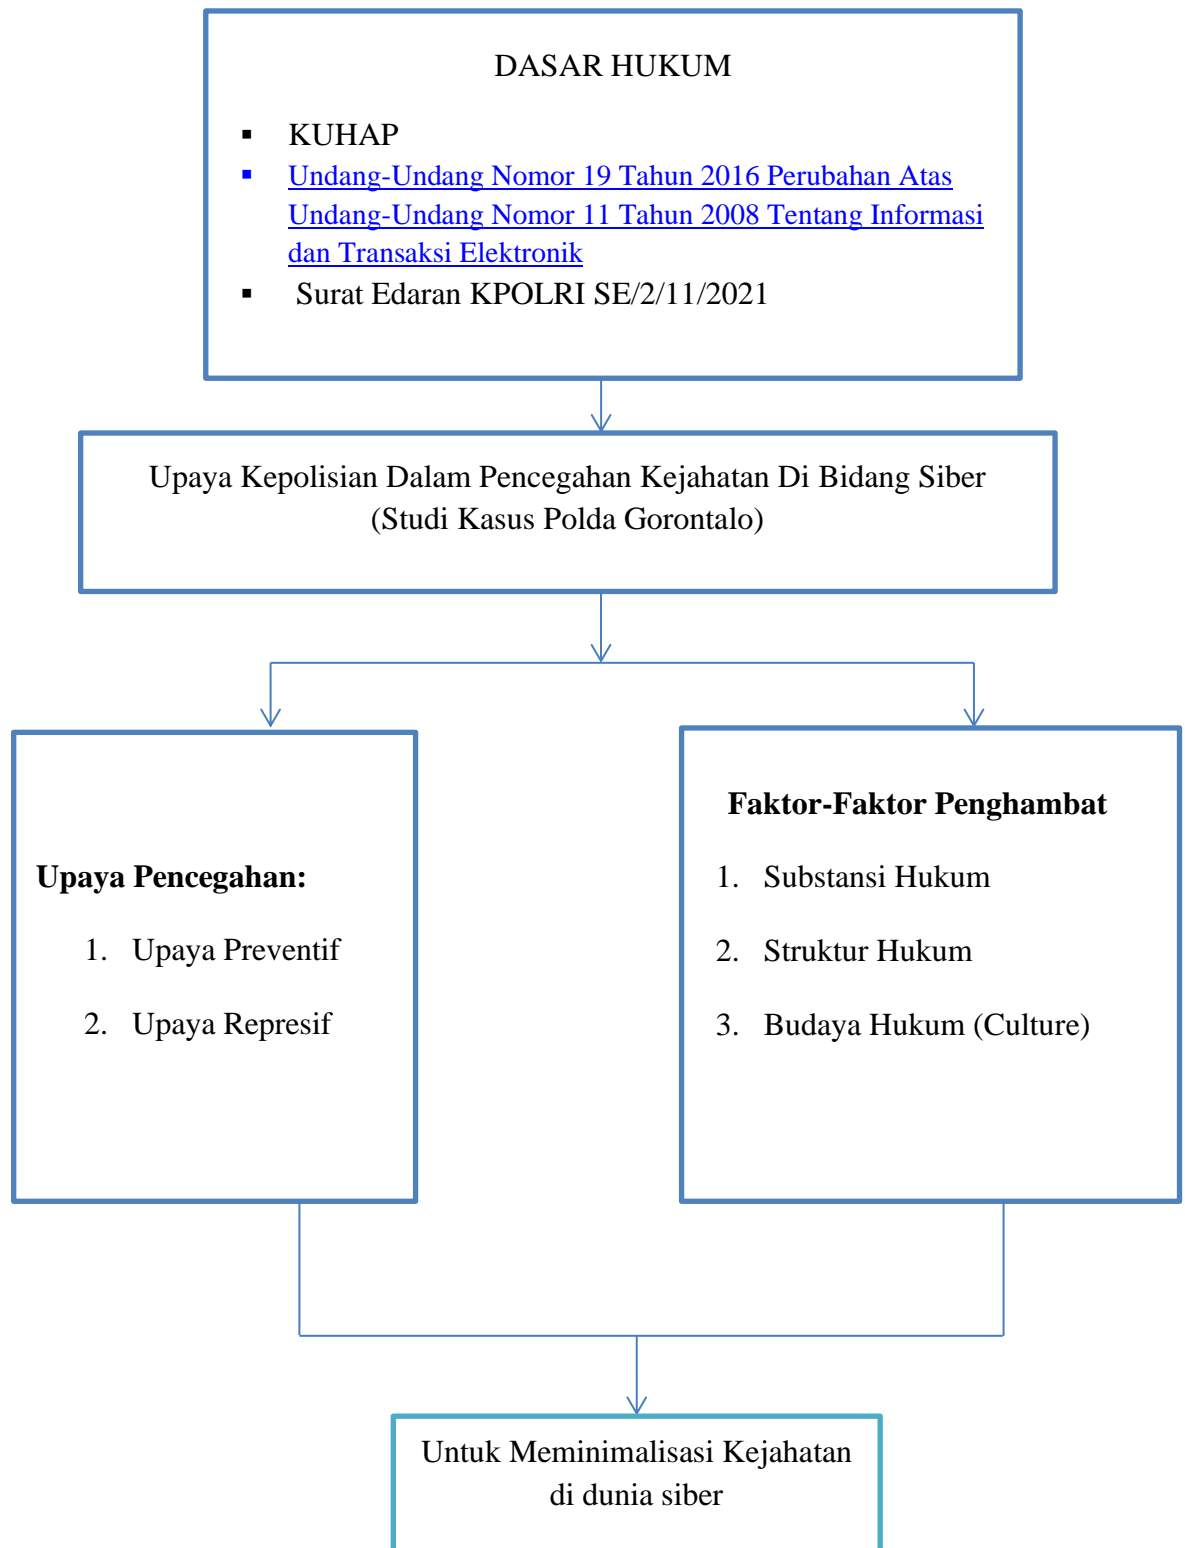 DASAR HUKUM
▪ KUHAP
▪ Undang-Undang Nomor 19 Tahun 2016 Perubahan Atas
Undang-Undang Nomor 11 Tahun 2008 Tentang Informasi
dan Transaksi Elektronik
▪ Surat Edaran KPOLRI SE/2/11/2021
Upaya Kepolisian Dalam Pencegahan Kejahatan Di Bidang Siber
(Studi Kasus Polda Gorontalo)
Upaya Pencegahan:
1. Upaya Preventif
2. Upaya Represif
Faktor-Faktor Penghambat
1. Substansi Hukum
2. Struktur Hukum
3. Budaya Hukum (Culture)
Untuk Meminimalisasi Kejahatan
di dunia siber